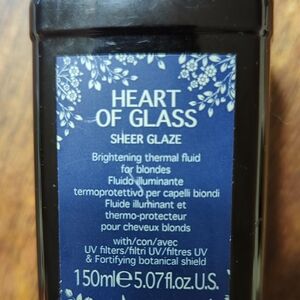 HEART
OF GLASS
SHEER GLAZE
Brightening thermal fluid
for blondes
Fluido illuminante
termoprotettivo per capelli biondi
Fluide illuminant et
thermo-protecteur
pour cheveux blonds
with/con/avec
UV filters/filtri UV/filtres UV
& Fortifying botanical shield
150ml℮5.07fl.oz.U.S.